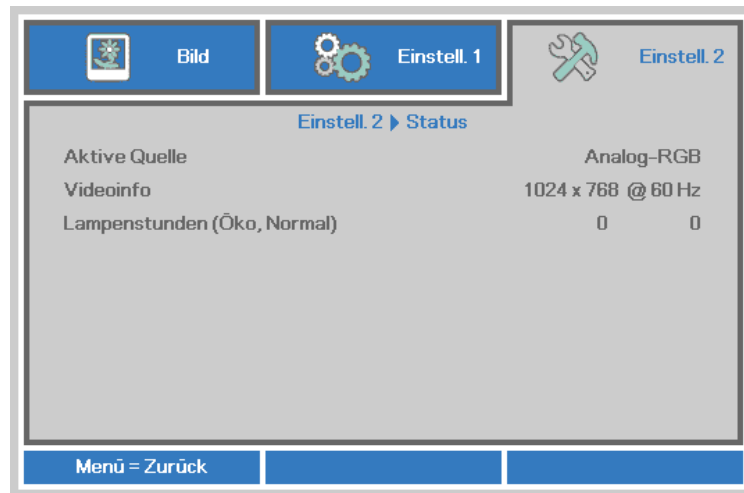 Bild Einstell. 1 Einstell. 2
Einstell. 2 Status
Aktive Quelle Analog-RGB
Videoinfo 1024 x 768 @ 60 Hz
Lampenstunden (Öko, Normal) 0 0
Menü = Zurück